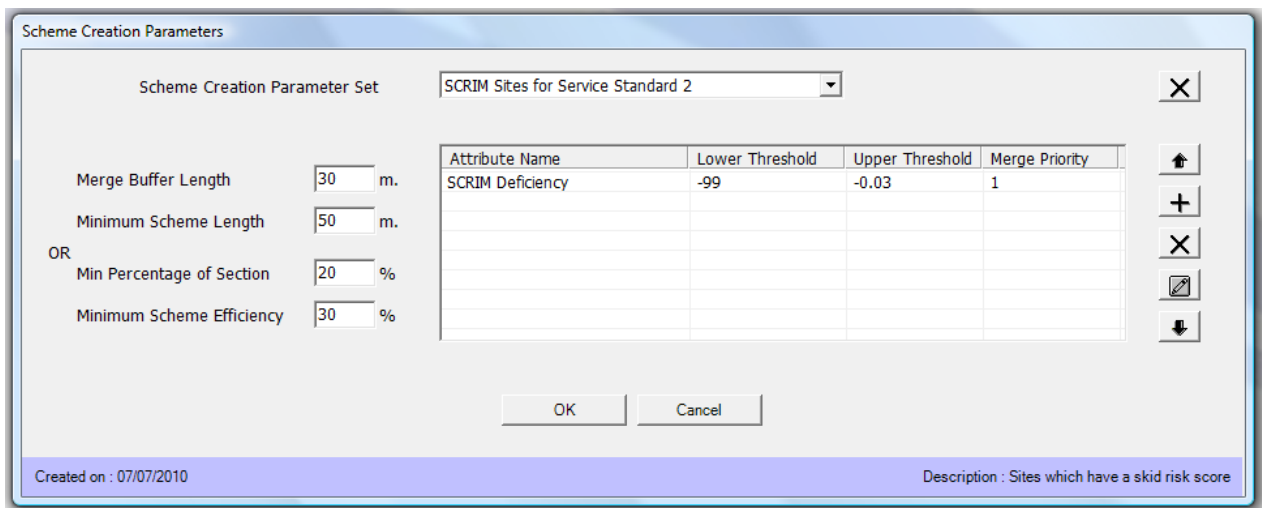 Scheme Creation Parameters
Scheme Creation Parameter Set SCRIM Sites for Service Standard 2
Attribute Name Lower Threshold Upper Threshold Merge Priority
SCRIM Deficiency -99 -0.03 1
Merge Buffer Length 30 m.
Minimum Scheme Length 50 m.
OR
Min Percentage of Section 20 %
Minimum Scheme Efficiency 30 %
OK Cancel
Created on : 07/07/2010 Description : Sites which have a skid risk score